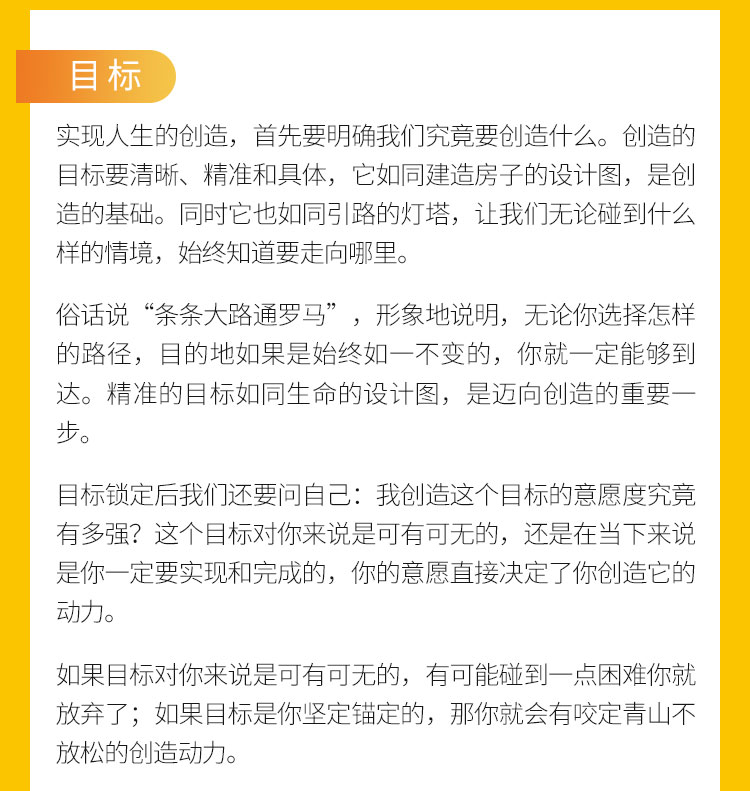 目标
实现人生的创造，首先要明确我们究竟要创造什么。创造的
目标要清晰、精准和具体，它如同建造房子的设计图，是创
造的基础。同时它也如同引路的灯塔，让我们无论碰到什么
样的情境，始终知道要走向哪里。
俗话说“条条大路通罗马”，形象地说明，无论你选择怎样
的路径，目的地如果是始终如一不变的，你就一定能够到
达。精准的目标如同生命的设计图，是迈向创造的重要一
步。
目标锁定后我们还要问自己：我创造这个目标的意愿度究竟
有多强？这个目标对你来说是可有可无的，还是在当下来说
是你一定要实现和完成的，你的意愿直接决定了你创造它的
动力。
如果目标对你来说是可有可无的，有可能碰到一点困难你就
放弃了；如果目标是你坚定锚定的，那你就会有咬定青山不
放松的创造动力。